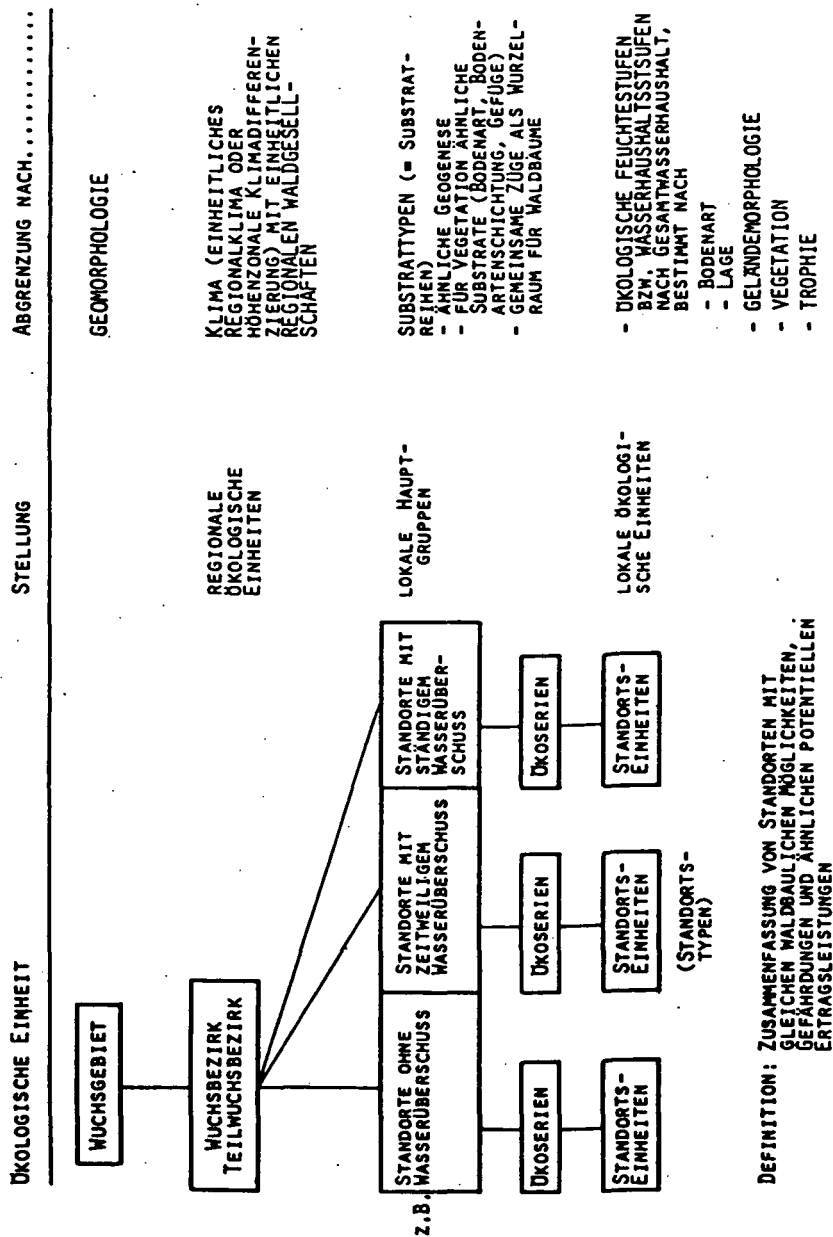 ÖKOLOGISCHE EINHEIT STELLUNG ABGRENZUNG NACH.............
WUCHSGEBIET
GEOMORPHOLOGIE
WUCHSBEZIRK
TEILWUCHSBEZIRK
REGIONALE
ÖKOLOGISCHE
EINHEITEN
KLIMA (EINHEITLICHES
REGIONALKLIMA ODER
HÖHENZONALE KLIMADIFFEREN-
ZIERUNG) MIT EINHEITLICHEN
REGIONALEN WALDGESELL-
SCHAFTEN
z.B.
STANDORTE OHNE
WASSERÜBERSCHUSS
STANDORTE MIT
ZEITWEILIGEM
WASSERÜBERSCHUSS
STANDORTE MIT
STÄNDIGEM
WASSERÜBER-
SCHUSS
LOKALE HAUPT-
GRUPPEN
SUBSTRATTYPEN (= SUBSTRAT-
REIHEN)
- ÄHNLICHE GEOGENESE
- FÜR VEGETATION ÄHNLICHE
SUBSTRATE (BODENART, BODEN-
ARTENSCHICHTUNG, GEFÜGE)
- GEMEINSAME ZÜGE ALS WURZEL-
RAUM FÜR WALDBÄUME
ÖKOSERIEN
ÖKOSERIEN
ÖKOSERIEN
STANDORTS-
EINHEITEN
STANDORTS-
EINHEITEN
(STANDORTS-
TYPEN)
STANDORTS-
EINHEITEN
LOKALE ÖKOLOGI-
SCHE EINHEITEN
- ÖKOLOGISCHE FEUCHTESTUFEN
BZW. WASSERHAUSHALTSSTSUFEN
NACH GESAMTWASSERHAUSHALT,
BESTIMMT NACH
- BODENART
- LAGE
- GELÄNDEMORPHOLOGIE
- VEGETATION
- TROPHIE
DEFINITION: ZUSAMMENFASSUNG VON STANDORTEN MIT
GLEICHEN WALDBAULICHEN MÖGLICHKEITEN,
GEFÄHRDUNGEN UND ÄHNLICHEN POTENTIELLEN
ERTRAGSLEISTUNGEN